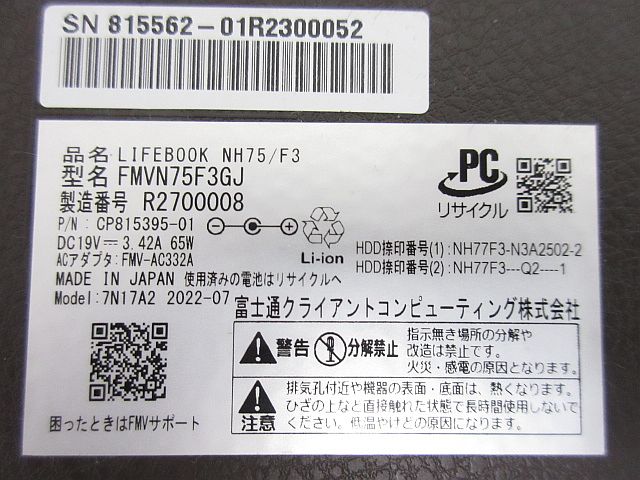 SN 815562-01R2300052
品名 LIFEBOOK NH75/F3
型名 FMVN75F3GJ
製造番号 R2700008
P/N: CP815395-01
DC19V 3.42A 65W
ACアダプタ: FMV-AC332A
Li-ion
PC
リサイクル
HDD捺印番号(1): NH77F3-N3A2502-2
HDD捺印番号(2): NH77F3---Q2----1
MADE IN JAPAN 使用済みの電池はリサイクルへ
Model: 7N17A2 2022-07
富士通クライアントコンピューティング株式会社
警告 分解禁止
指示無き場所の分解や
改造は禁止です。
火災・感電の原因となります。
注意
排気孔付近や機器の表面・底面は、熱くなります。
ひざの上など直接触れた状態で長時間使用しないで
ください。低温やけどの原因となります。
困ったときはFMVサポート